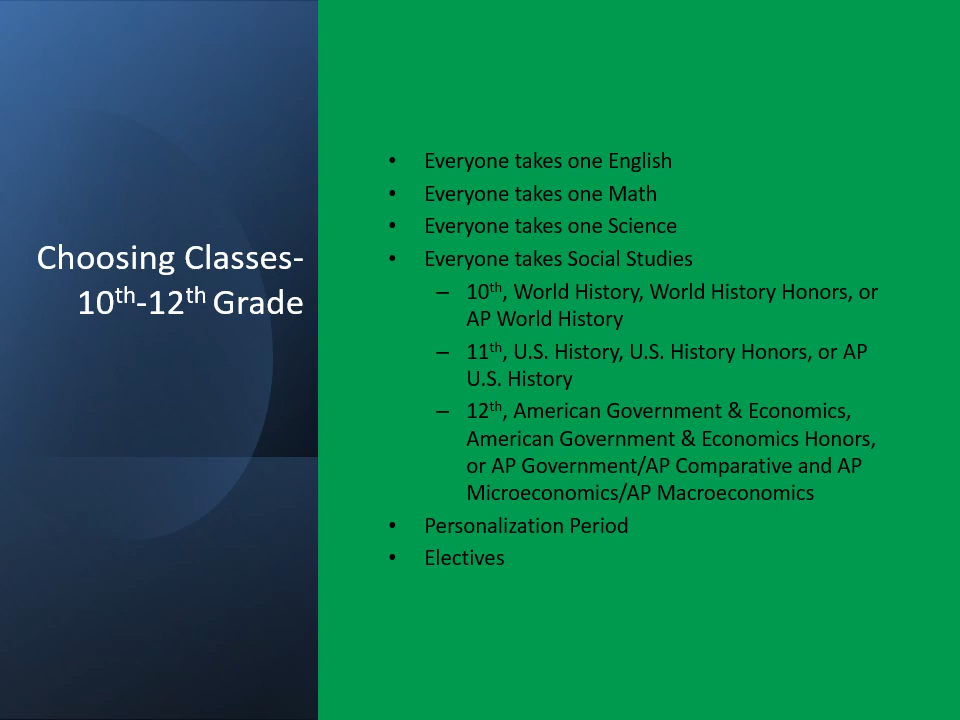 Choosing Classes-
10th-12th Grade
• Everyone takes one English
• Everyone takes one Math
• Everyone takes one Science
• Everyone takes Social Studies
– 10th, World History, World History Honors, or
AP World History
– 11th, U.S. History, U.S. History Honors, or AP
U.S. History
– 12th, American Government & Economics,
American Government & Economics Honors,
or AP Government/AP Comparative and AP
Microeconomics/AP Macroeconomics
• Personalization Period
• Electives